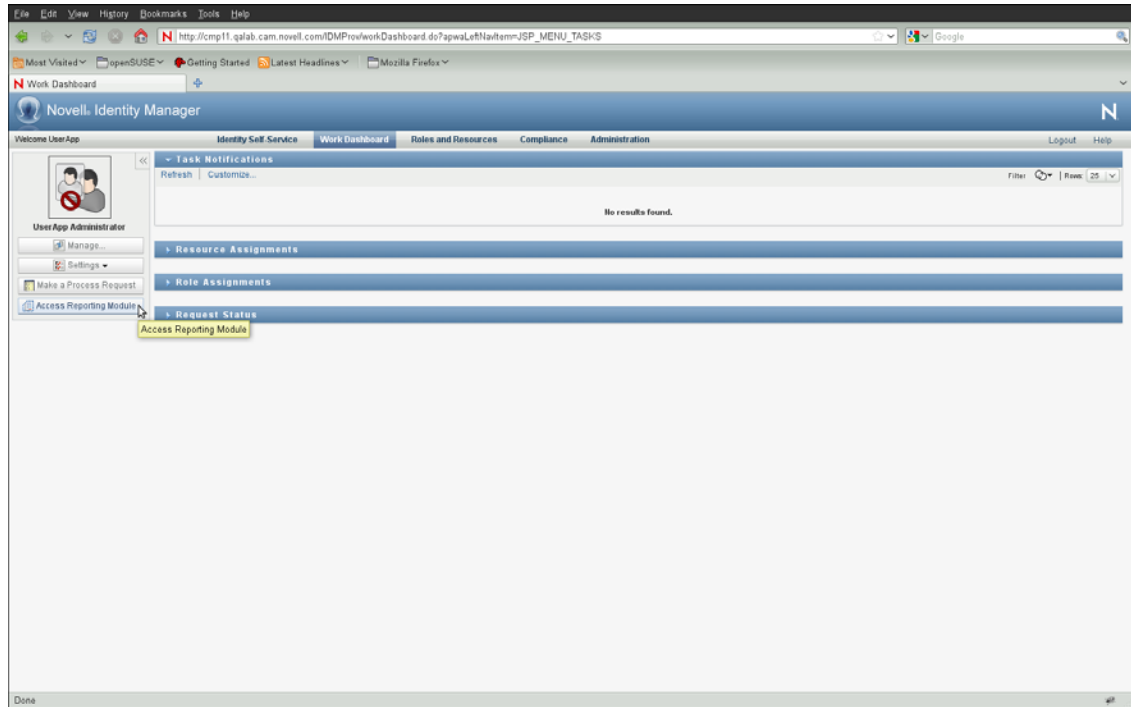 File Edit View History Bookmarks Tools Help
http://cmp11.qalab.cam.novell.com/IDMProv/workDashboard.do?apwaLeftNavItem=JSP_MENU_TASKS
Google
Most Visited openSUSE Getting Started Latest Headlines Mozilla Firefox
N Work Dashboard
Novell® Identity Manager
N
Welcome UserApp
Identity Self-Service Work Dashboard Roles and Resources Compliance Administration
Logout Help
Task Notifications
Refresh Customize...
Filter Rows: 25
No results found.
UserApp Administrator
Manage...
Settings
Make a Process Request
Access Reporting Module
Resource Assignments
Role Assignments
Request Status
Access Reporting Module
Done